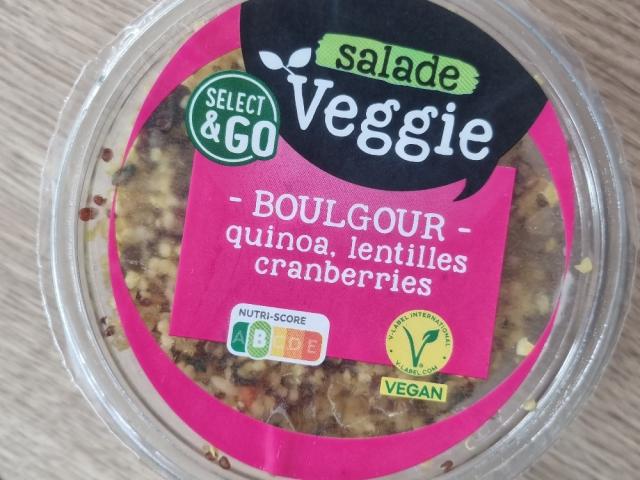 salade
Veggie
SELECT
&GO
- BOULGOUR -
quinoa, lentilles
cranberries
NUTRI-SCORE
A B C D E
V-LABEL INTERNATIONAL
V-LABEL.COM
VEGAN